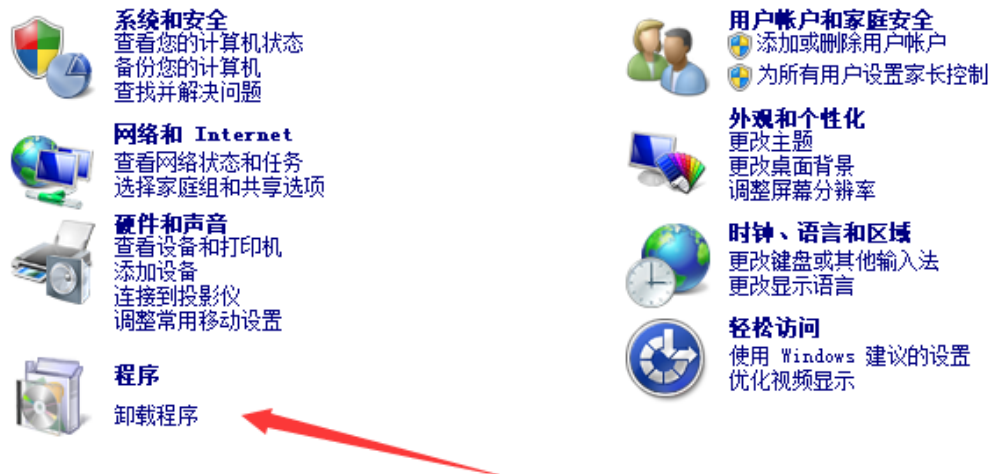 系统和安全
查看您的计算机状态
备份您的计算机
查找并解决问题
网络和 Internet
查看网络状态和任务
选择家庭组和共享选项
硬件和声音
查看设备和打印机
添加设备
连接到投影仪
调整常用移动设置
程序
卸载程序
用户帐户和家庭安全
添加或删除用户帐户
为所有用户设置家长控制
外观和个性化
更改主题
更改桌面背景
调整屏幕分辨率
时钟、语言和区域
更改键盘或其他输入法
更改显示语言
轻松访问
使用 Windows 建议的设置
优化视频显示